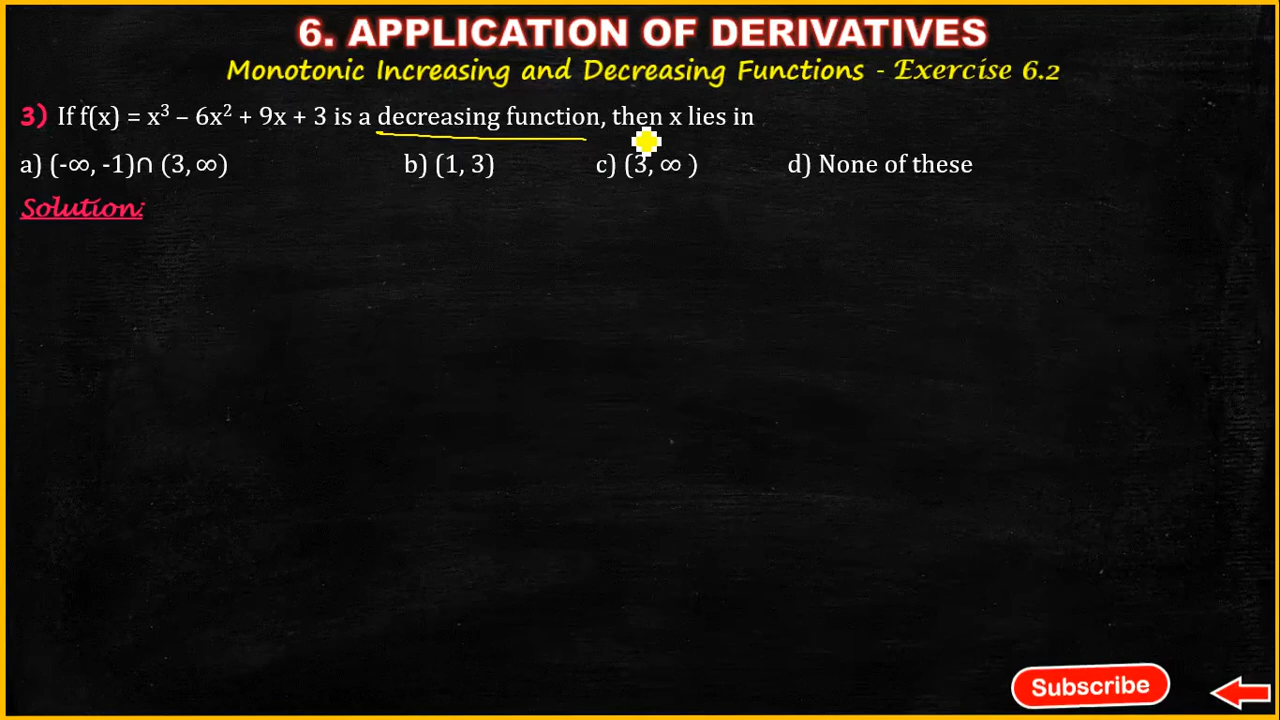 6. APPLICATION OF DERIVATIVES
Monotonic Increasing and Decreasing Functions - Exercise 6.2
3) If f(x) = x³ – 6x² + 9x + 3 is a decreasing function, then x lies in
a) (-∞, -1)∩ (3, ∞) b) (1, 3) c) (3, ∞ ) d) None of these
Solution:
Subscribe